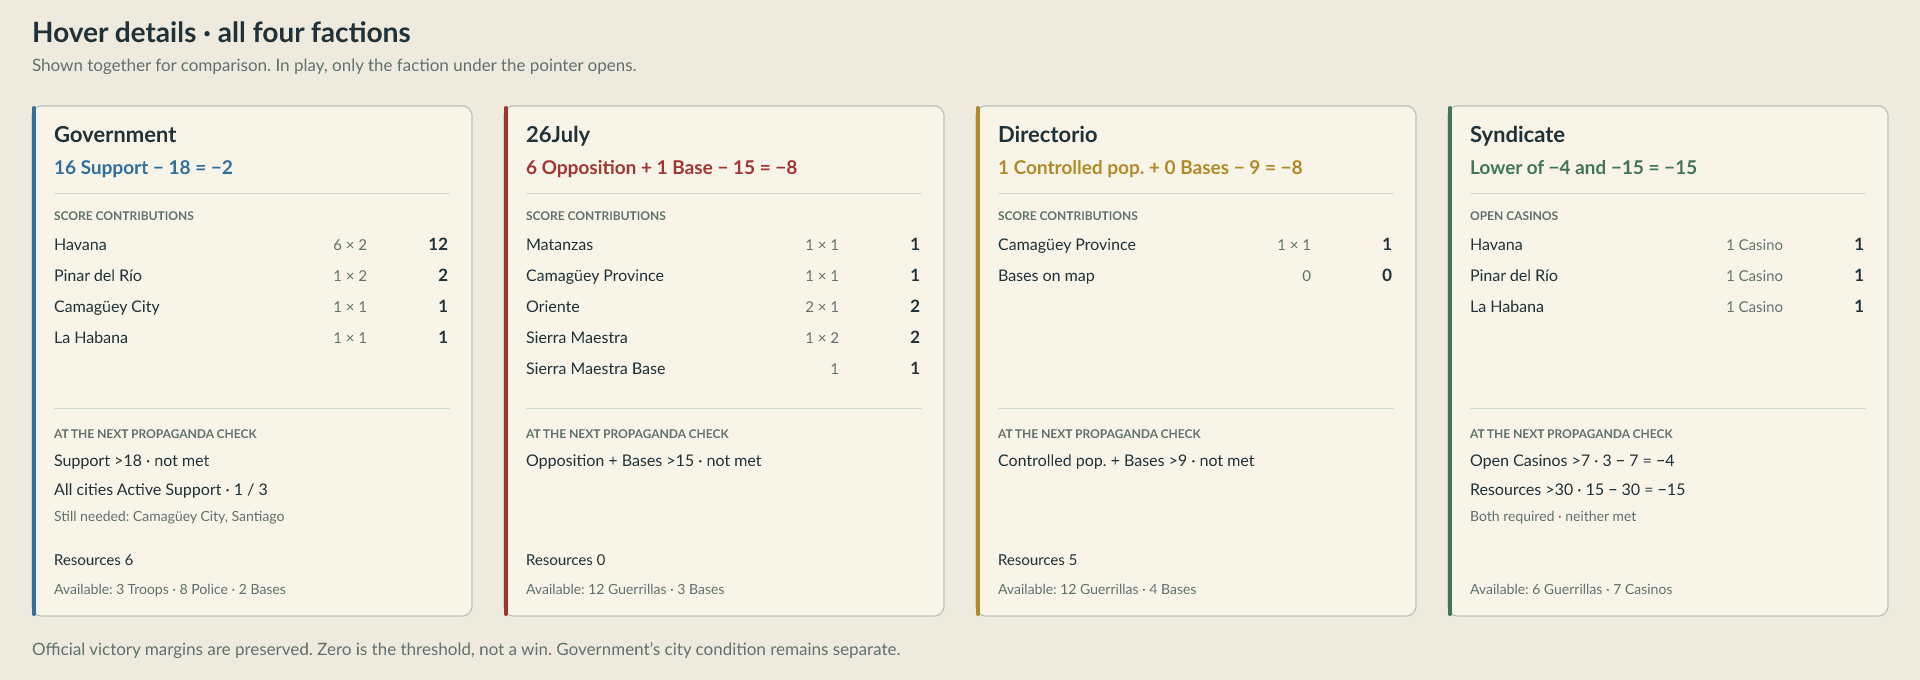 Hover details · all four factions
Shown together for comparison. In play, only the faction under the pointer opens.
Government
16 Support − 18 = −2
SCORE CONTRIBUTIONS
Havana 6 × 2 12
Pinar del Río 1 × 2 2
Camagüey City 1 × 1 1
La Habana 1 × 1 1
AT THE NEXT PROPAGANDA CHECK
Support >18 · not met
All cities Active Support · 1 / 3
Still needed: Camagüey City, Santiago
Resources 6
Available: 3 Troops · 8 Police · 2 Bases
26July
6 Opposition + 1 Base − 15 = −8
SCORE CONTRIBUTIONS
Matanzas 1 × 1 1
Camagüey Province 1 × 1 1
Oriente 2 × 1 2
Sierra Maestra 1 × 2 2
Sierra Maestra Base 1 1
AT THE NEXT PROPAGANDA CHECK
Opposition + Bases >15 · not met
Resources 0
Available: 12 Guerrillas · 3 Bases
Directorio
1 Controlled pop. + 0 Bases − 9 = −8
SCORE CONTRIBUTIONS
Camagüey Province 1 × 1 1
Bases on map 0 0
AT THE NEXT PROPAGANDA CHECK
Controlled pop. + Bases >9 · not met
Resources 5
Available: 12 Guerrillas · 4 Bases
Syndicate
Lower of −4 and −15 = −15
OPEN CASINOS
Havana 1 Casino 1
Pinar del Río 1 Casino 1
La Habana 1 Casino 1
AT THE NEXT PROPAGANDA CHECK
Open Casinos >7 · 3 − 7 = −4
Resources >30 · 15 − 30 = −15
Both required · neither met
Available: 6 Guerrillas · 7 Casinos
Official victory margins are preserved. Zero is the threshold, not a win. Government’s city condition remains separate.